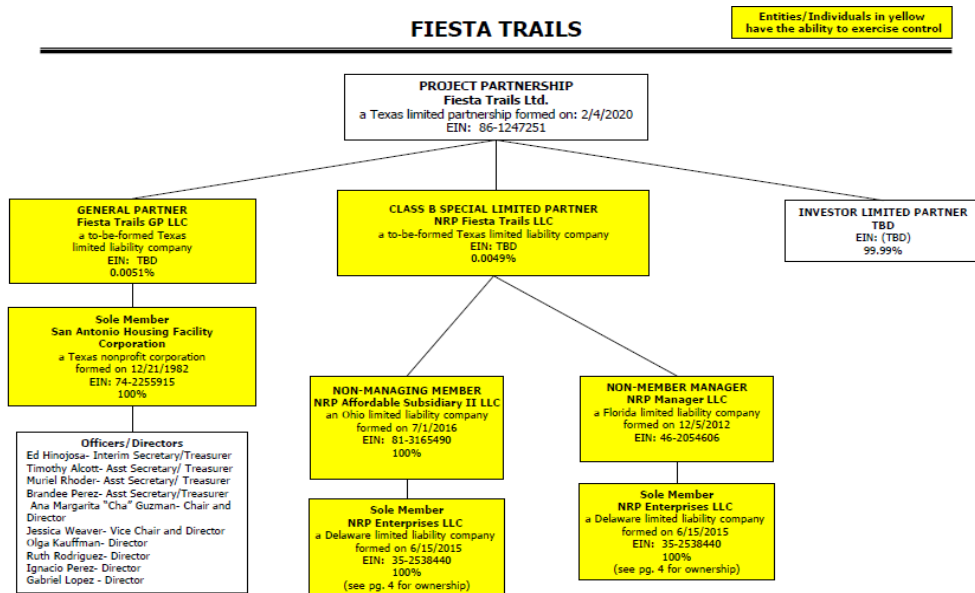 FIESTA TRAILS
Entities/Individuals in yellow
have the ability to exercise control
PROJECT PARTNERSHIP
Fiesta Trails Ltd.
a Texas limited partnership formed on: 2/4/2020
EIN: 86-1247251
GENERAL PARTNER
Fiesta Trails GP LLC
a to-be-formed Texas
limited liability company
EIN: TBD
0.0051%
CLASS B SPECIAL LIMITED PARTNER
NRP Fiesta Trails LLC
a to-be-formed Texas limited liability company
EIN: TBD
0.0049%
INVESTOR LIMITED PARTNER
TBD
EIN: (TBD)
99.99%
Sole Member
San Antonio Housing Facility
Corporation
a Texas nonprofit corporation
formed on 12/21/1982
EIN: 74-2255915
100%
NON-MANAGING MEMBER
NRP Affordable Subsidiary II LLC
an Ohio limited liability company
formed on 7/1/2016
EIN: 81-3165490
100%
NON-MEMBER MANAGER
NRP Manager LLC
a Florida limited liability company
formed on 12/5/2012
EIN: 46-2054606
Officers/Directors
Ed Hinojosa- Interim Secretary/Treasurer
Timothy Alcott- Asst Secretary/ Treasurer
Muriel Rhoder- Asst Secretary/ Treasurer
Brandee Perez- Asst Secretary/Treasurer
Ana Margarita "Cha" Guzman- Chair and
Director
Jessica Weaver- Vice Chair and Director
Olga Kauffman- Director
Ruth Rodriguez- Director
Ignacio Perez- Director
Gabriel Lopez - Director
Sole Member
NRP Enterprises LLC
a Delaware limited liability company
formed on 6/15/2015
EIN: 35-2538440
100%
(see pg. 4 for ownership)
Sole Member
NRP Enterprises LLC
a Delaware limited liability company
formed on 6/15/2015
EIN: 35-2538440
100%
(see pg. 4 for ownership)